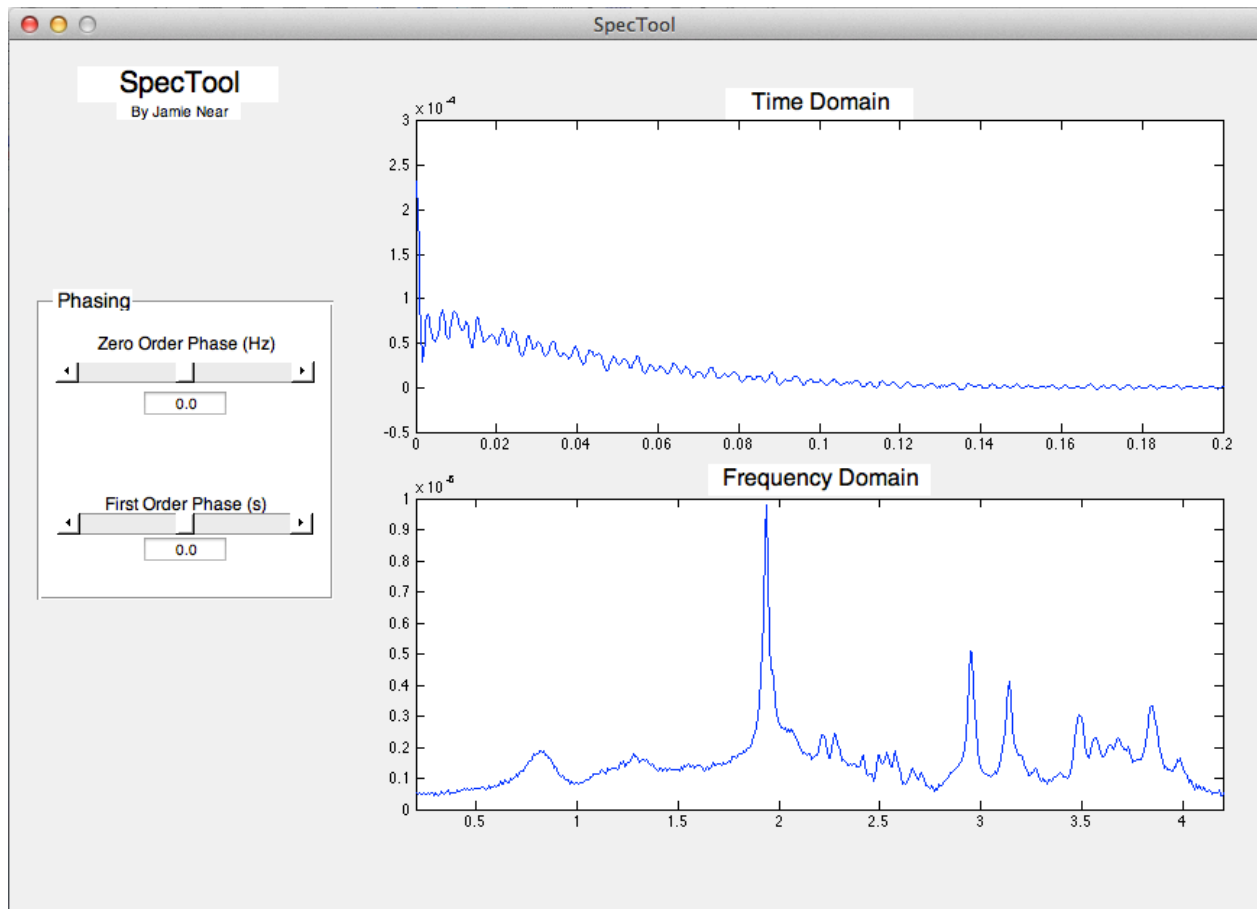 SpecTool
SpecTool
By Jamie Near
Phasing
Zero Order Phase (Hz)
0.0
First Order Phase (s)
0.0
Time Domain
x 10^-4
3
2.5
2
1.5
1
0.5
0
-0.5
0 0.02 0.04 0.06 0.08 0.1 0.12 0.14 0.16 0.18 0.2
Frequency Domain
x 10^-5
1
0.9
0.8
0.7
0.6
0.5
0.4
0.3
0.2
0.1
0
0.5 1 1.5 2 2.5 3 3.5 4